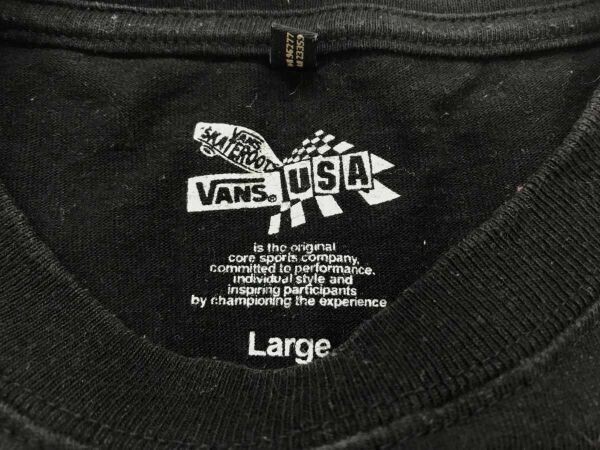 VANS
SKATEBOARDS
VANS® USA
is the original
core sports company,
committed to performance,
individual style and
inspiring participants
by championing the experience
Large